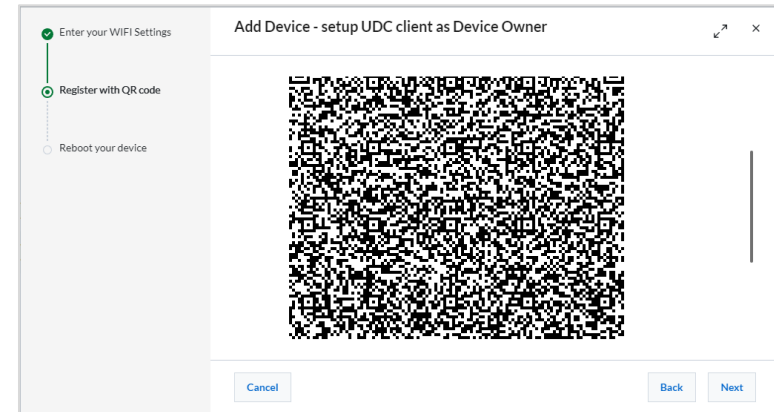 Enter your WIFI Settings
Register with QR code
Reboot your device
Add Device - setup UDC client as Device Owner
Cancel
Back
Next